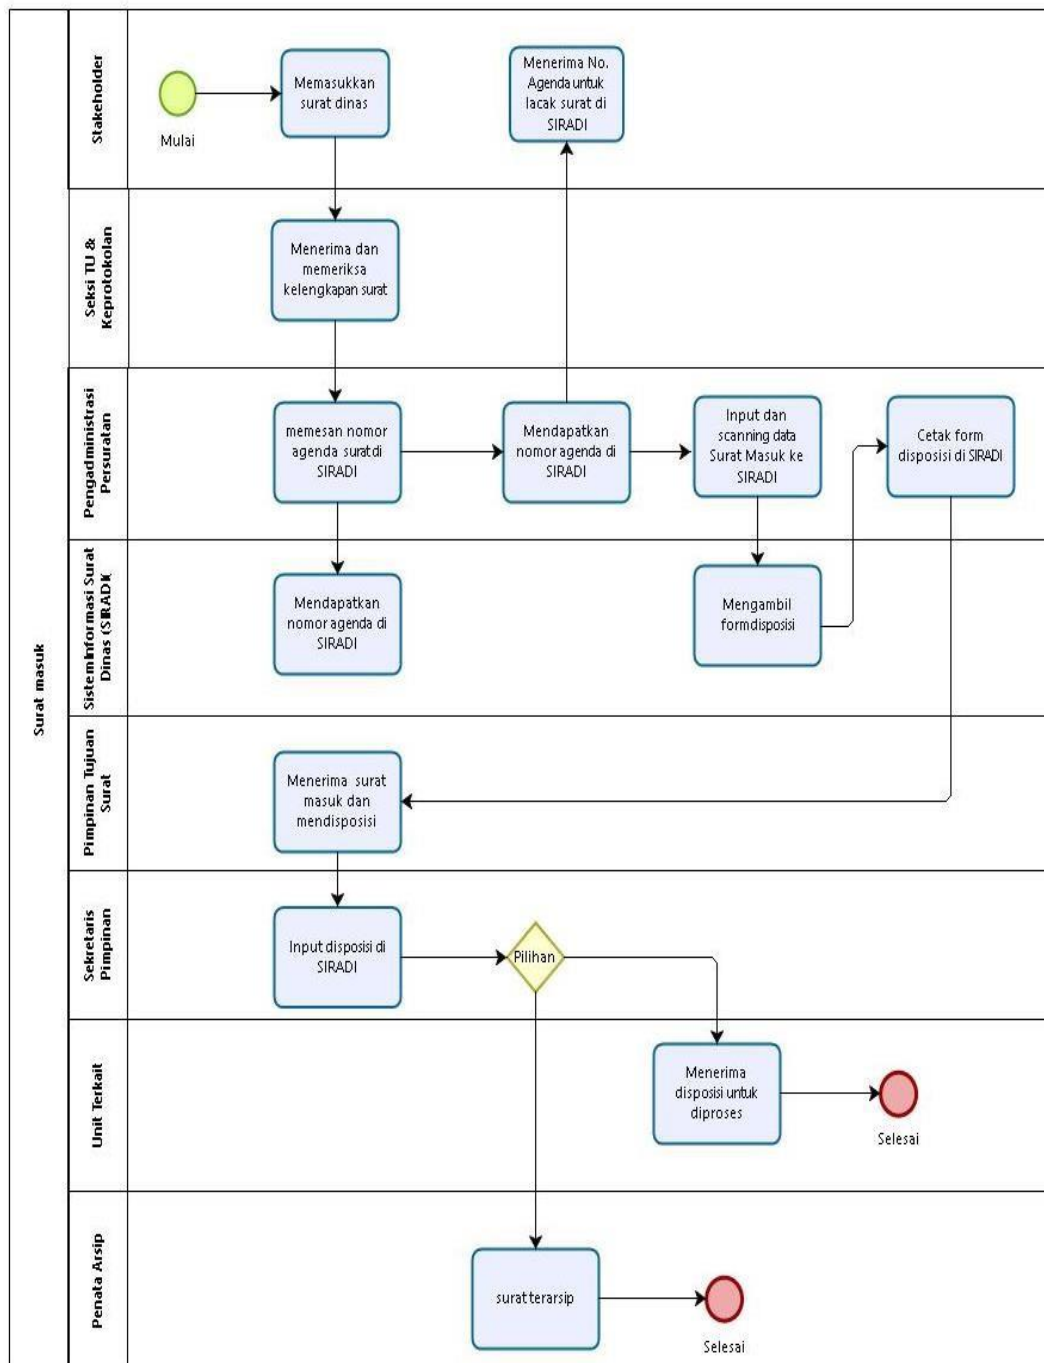 Surat masuk
Stakeholder
Mulai
Memasukkan
surat dinas
Menerima No.
Agenda untuk
lacak surat di
SIRADI
Seksi TU &
Keprotokolan
Menerima dan
memeriksa
kelengkapan surat
Pengadministrasi
Persuratan
memesan nomor
agenda surat di
SIRADI
Mendapatkan
nomor agenda di
SIRADI
Input dan
scanning data
Surat Masuk ke
SIRADI
Cetak form
disposisi di SIRADI
Sistem Informasi Surat
Dinas (SIRADI(
Mendapatkan
nomor agenda di
SIRADI
Mengambil
form disposisi
Pimpinan Tujuan
Surat
Menerima surat
masuk dan
mendisposisi
Sekretaris
Pimpinan
Input disposisi di
SIRADI
Pilihan
Unit Terkait
Menerima
disposisi untuk
diproses
Selesai
Penata Arsip
surat terarsip
Selesai